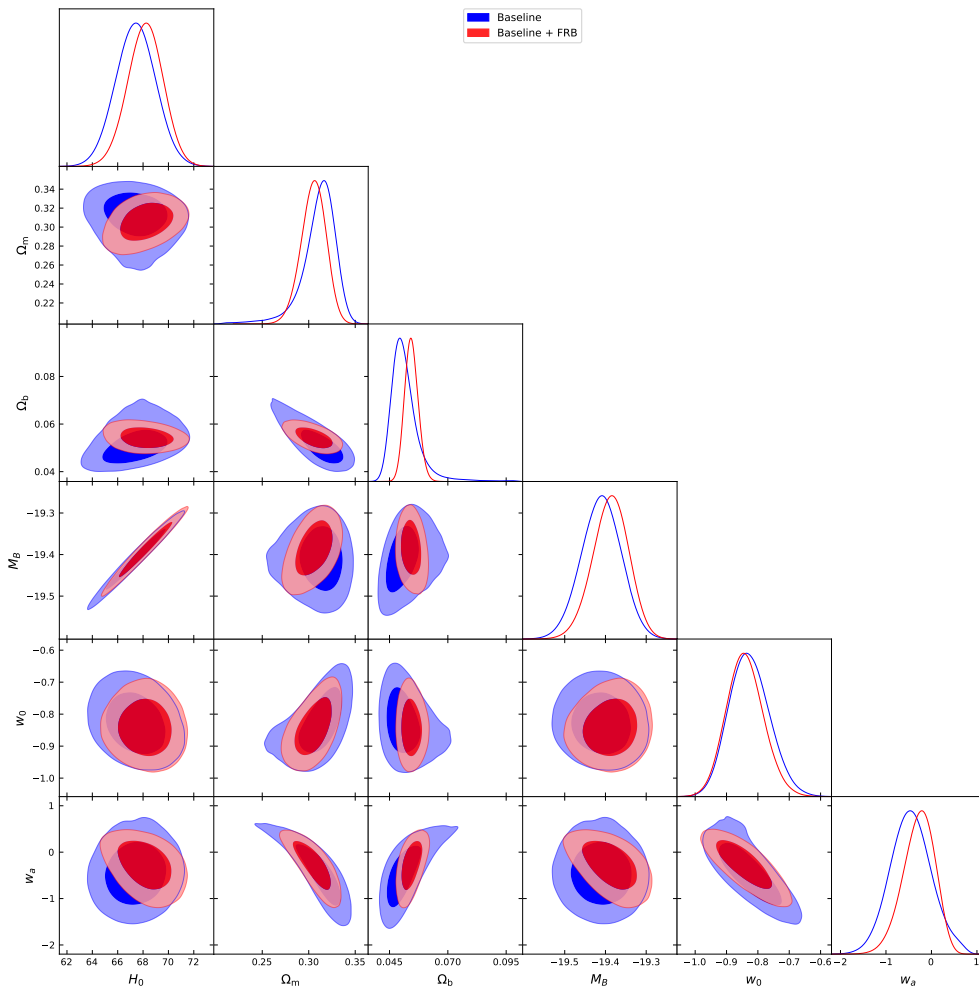 Baseline
Baseline + FRB
0.34
0.32
0.30
0.28
0.26
0.24
0.22
Ωm
0.08
0.06
0.04
Ωb
−19.3
−19.4
−19.5
M_B
−0.6
−0.7
−0.8
−0.9
−1.0
w₀
1
0
−1
−2
w_a
62 64 66 68 70 72
0.25 0.30 0.35
0.045 0.070 0.095
−19.5 −19.4 −19.3
−1.0 −0.9 −0.8 −0.7 −0.6
−2 −1 0 1
H₀ Ωm Ωb M_B w₀ w_a